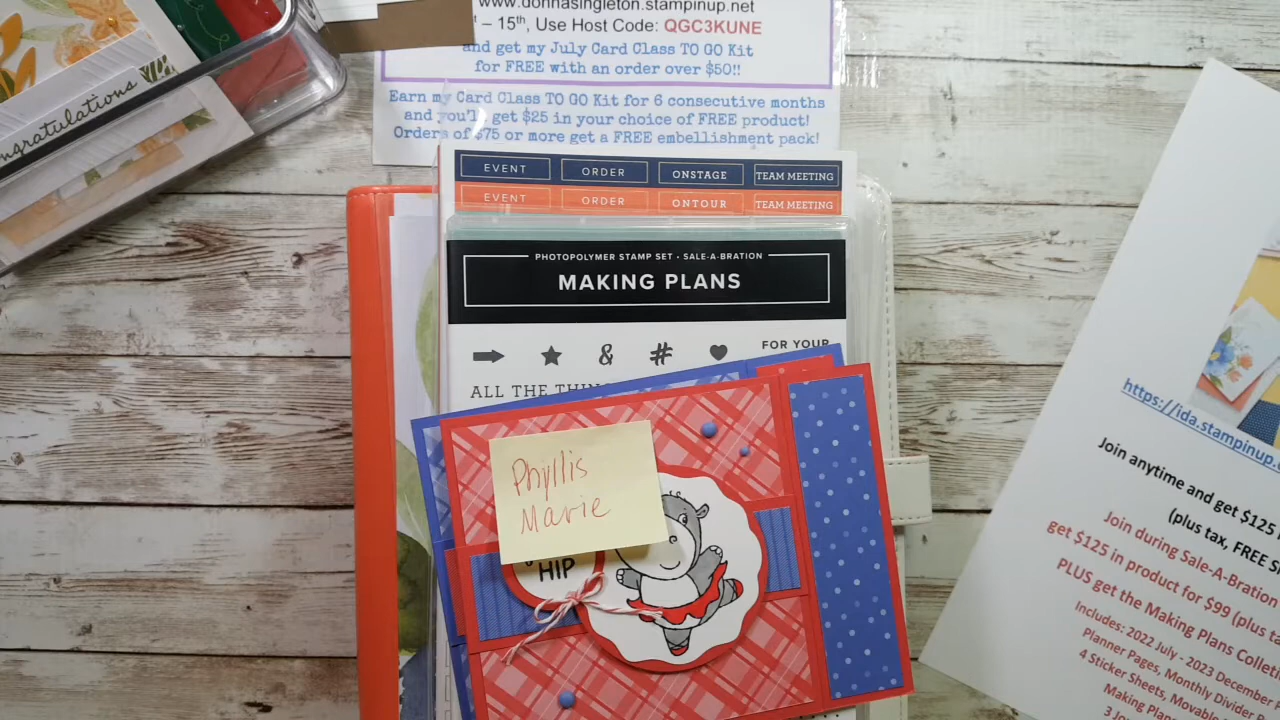 www.donnasingleton.stampinup.net
– 15th, Use Host Code: QGC3KUNE
and get my July Card Class TO GO Kit
for FREE with an order over $50!!
Earn my Card Class TO GO Kit for 6 consecutive months
and you'll get $25 in your choice of FREE product!
Orders of $75 or more get a FREE embellishment pack!
EVENT ORDER ONSTAGE TEAM MEETING
EVENT ORDER ONTOUR TEAM MEETING
PHOTOPOLYMER STAMP SET • SALE-A-BRATION
MAKING PLANS
& #
FOR YOUR
ALL THE
Phyllis
Marie
HIP
https://ida.stampinup.
Join anytime and get $125
(plus tax, FREE
Join during Sale-A-Bration
get $125 in product for $99 (plus
PLUS get the Making Plans
Includes: 2022 July - 2023 December
Planner Pages, Monthly Divider
4 Sticker Sheets,
Making
3